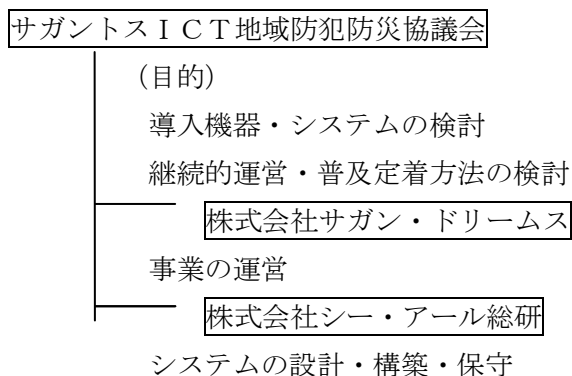 サガントスＩＣＴ地域防犯防災協議会
（目的）
導入機器・システムの検討
継続的運営・普及定着方法の検討
株式会社サガン・ドリームス
事業の運営
株式会社シー・アール総研
システムの設計・構築・保守